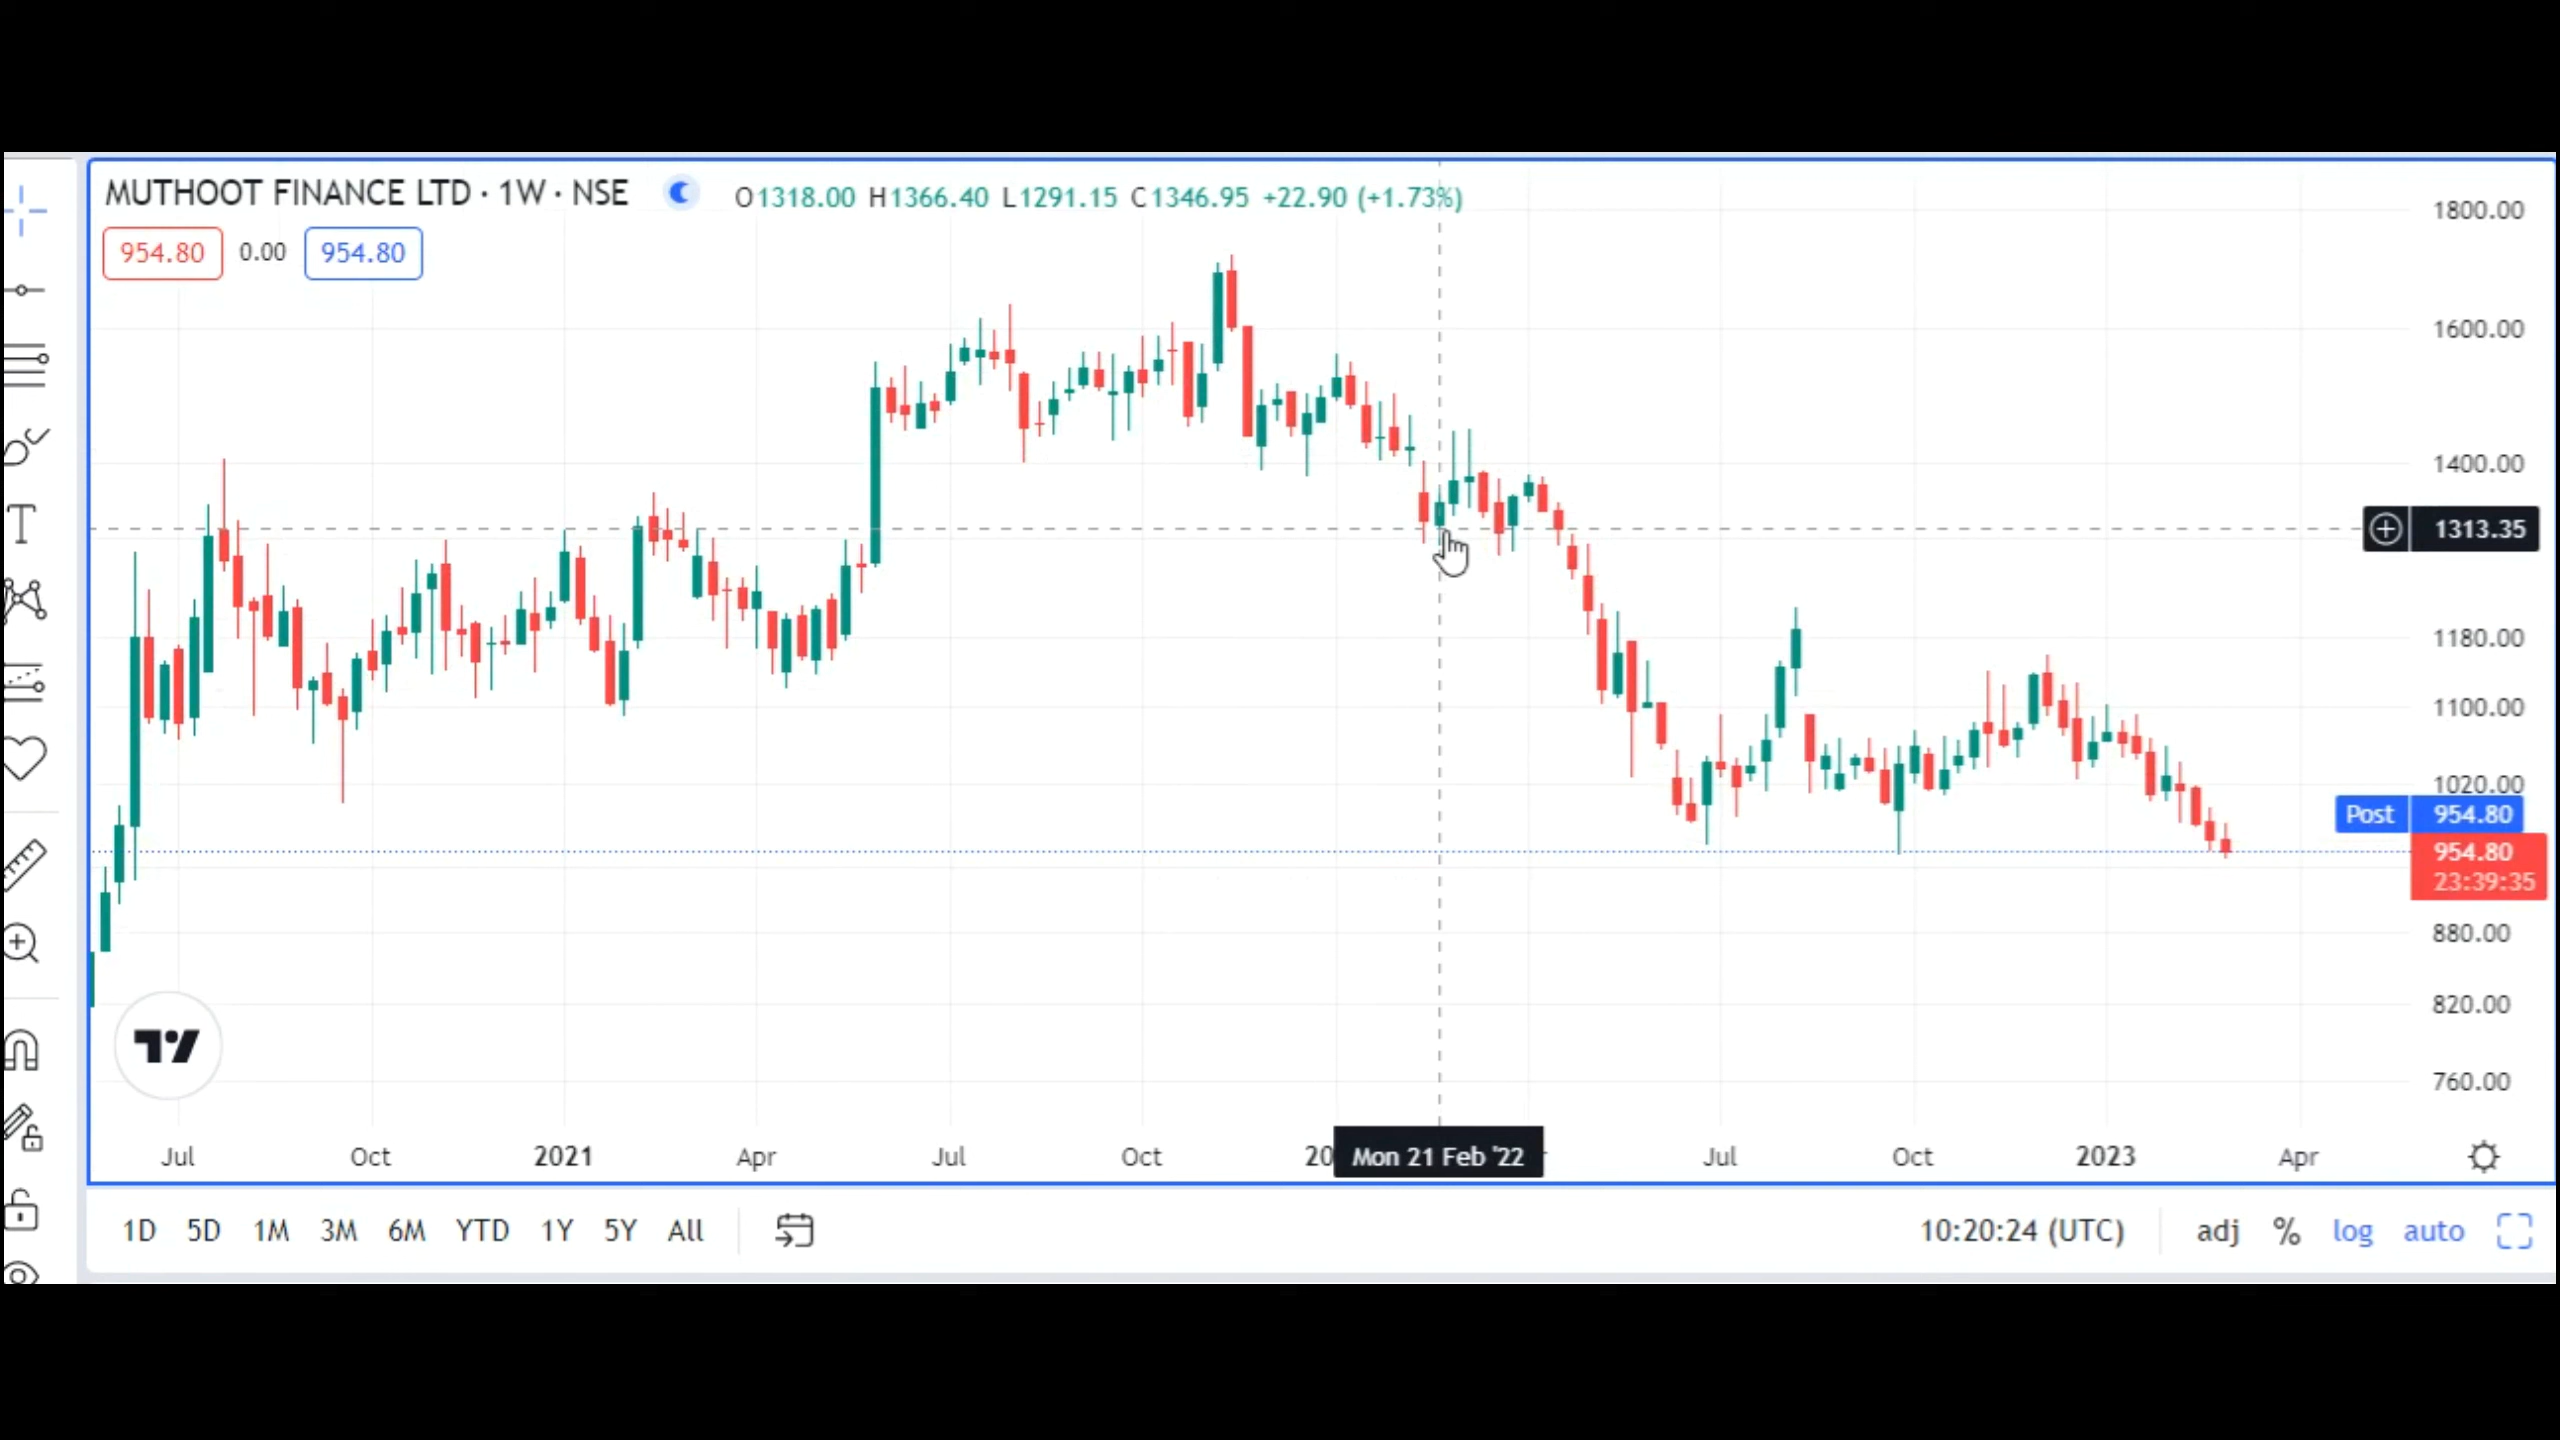 MUTHOOT FINANCE LTD · 1W · NSE O1318.00 H1366.40 L1291.15 C1346.95 +22.90 (+1.73%)
954.80 0.00 954.80
1800.00
1600.00
1400.00
1313.35
1180.00
1100.00
1020.00
Post 954.80
954.80
23:39:35
880.00
820.00
760.00
Jul Oct 2021 Apr Jul Oct 20 Mon 21 Feb '22 Jul Oct 2023 Apr
1D 5D 1M 3M 6M YTD 1Y 5Y All 10:20:24 (UTC) adj % log auto